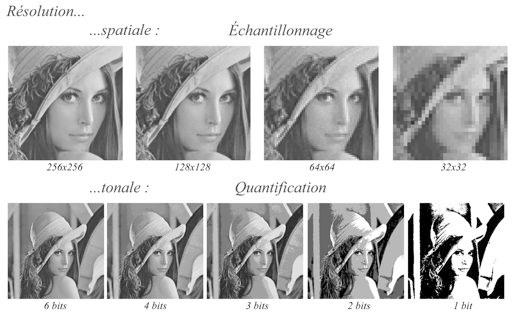 Résolution...
...spatiale : Échantillonnage
256x256 128x128 64x64 32x32
...tonale : Quantification
6 bits 4 bits 3 bits 2 bits 1 bit